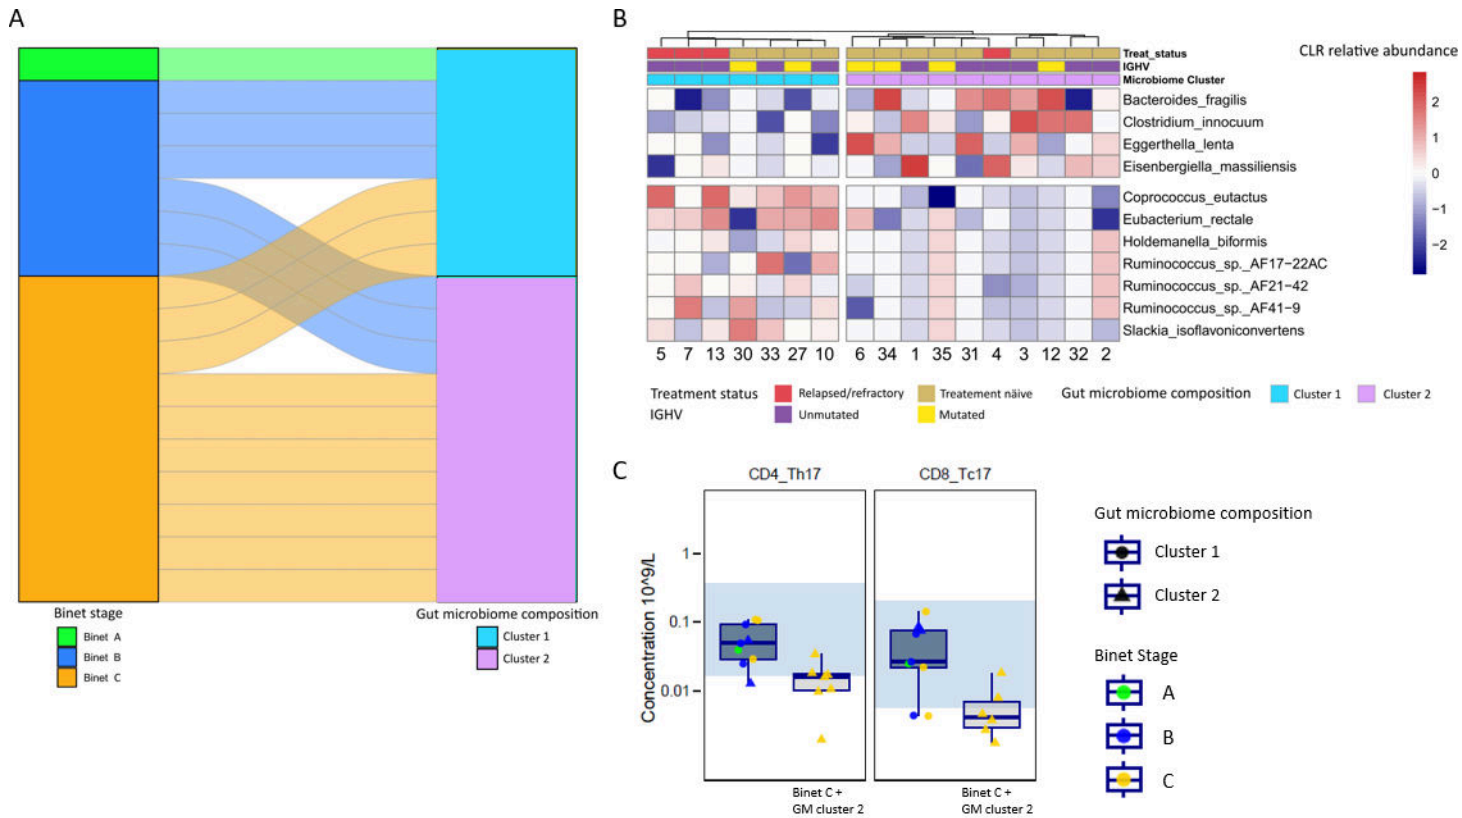 A
Binet stage
Binet A
Binet B
Binet C
Gut microbiome composition
Cluster 1
Cluster 2
B
Treat_status
IGHV
Microbiome Cluster
Bacteroides_fragilis
Clostridium_innocuum
Eggerthella_lenta
Eisenbergiella_massiliensis
Coprococcus_eutactus
Eubacterium_rectale
Holdemanella_biformis
Ruminococcus_sp._AF17−22AC
Ruminococcus_sp._AF21−42
Ruminococcus_sp._AF41−9
Slackia_isoflavoniconvertens
5 7 13 30 33 27 10 6 34 1 35 31 4 3 12 32 2
CLR relative abundance
2
1
0
−1
−2
Treatment status Relapsed/refractory Treatement näive Gut microbiome composition Cluster 1 Cluster 2
IGHV Unmutated Mutated
C
CD4_Th17 CD8_Tc17
Concentration 10^9/L
1
0.1
0.01
Binet C +
GM cluster 2
Binet C +
GM cluster 2
Gut microbiome composition
Cluster 1
Cluster 2
Binet Stage
A
B
C